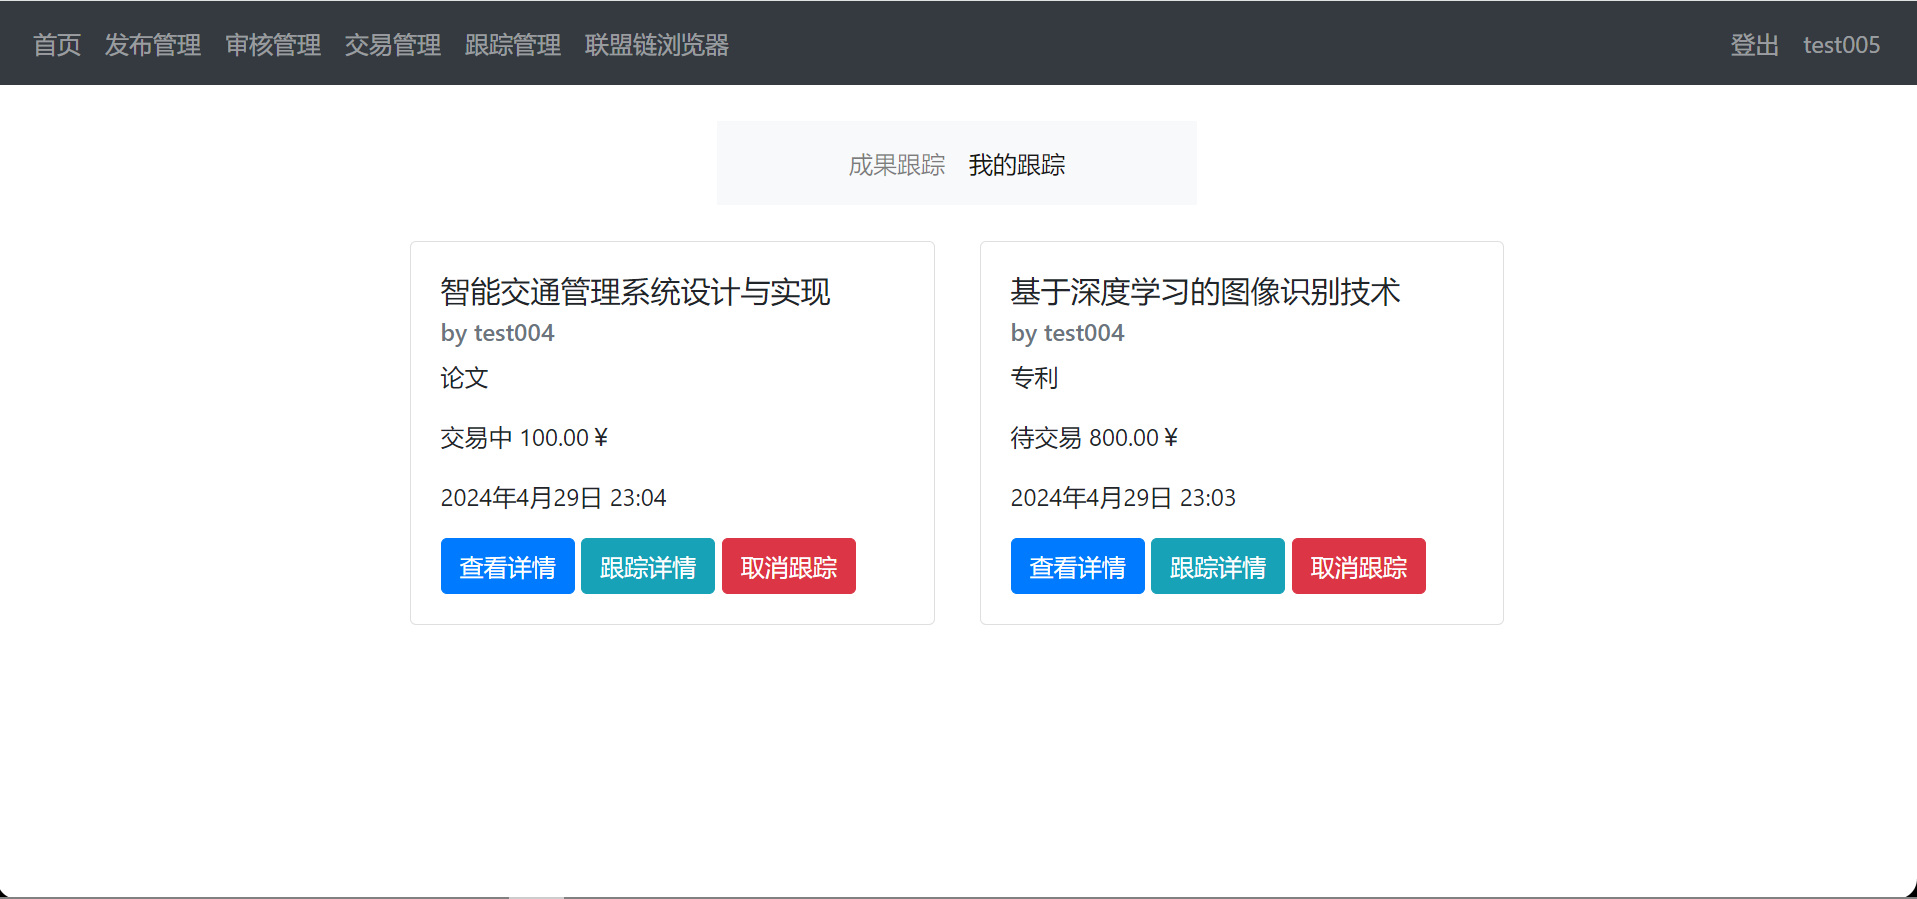 首页 发布管理 审核管理 交易管理 跟踪管理 联盟链浏览器 登出 test005
成果跟踪 我的跟踪
智能交通管理系统设计与实现
by test004
论文
交易中 100.00¥
2024年4月29日 23:04
查看详情 跟踪详情 取消跟踪
基于深度学习的图像识别技术
by test004
专利
待交易 800.00¥
2024年4月29日 23:03
查看详情 跟踪详情 取消跟踪